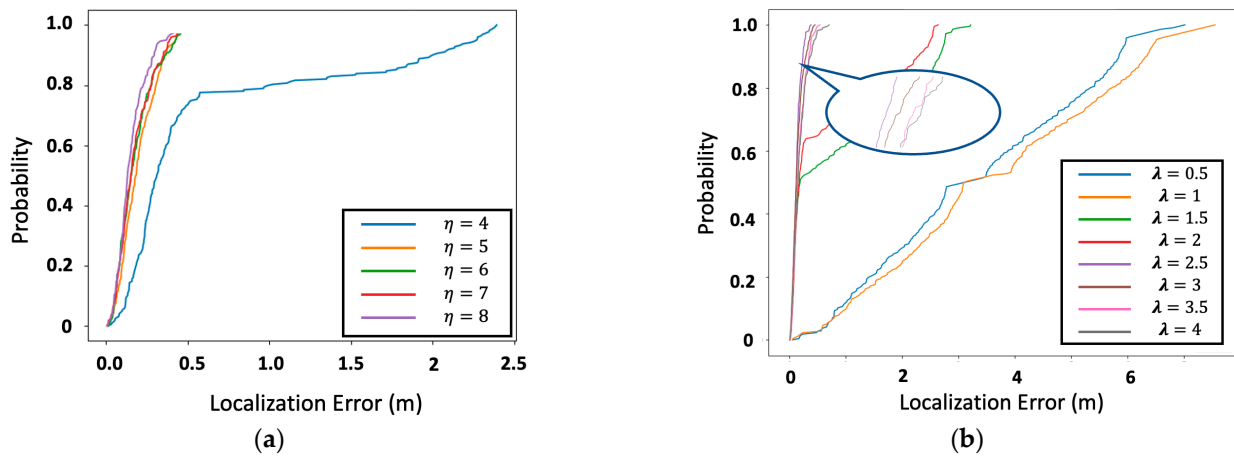 1.0
0.8
0.6
0.4
0.2
0
Probability
0.0 0.5 1.0 1.5 2.0 2.5
Localization Error (m)
η = 4
η = 5
η = 6
η = 7
η = 8
(a)
1.0
0.8
0.6
0.4
0.2
0
Probability
0 2 4 6
Localization Error (m)
λ = 0.5
λ = 1
λ = 1.5
λ = 2
λ = 2.5
λ = 3
λ = 3.5
λ = 4
(b)